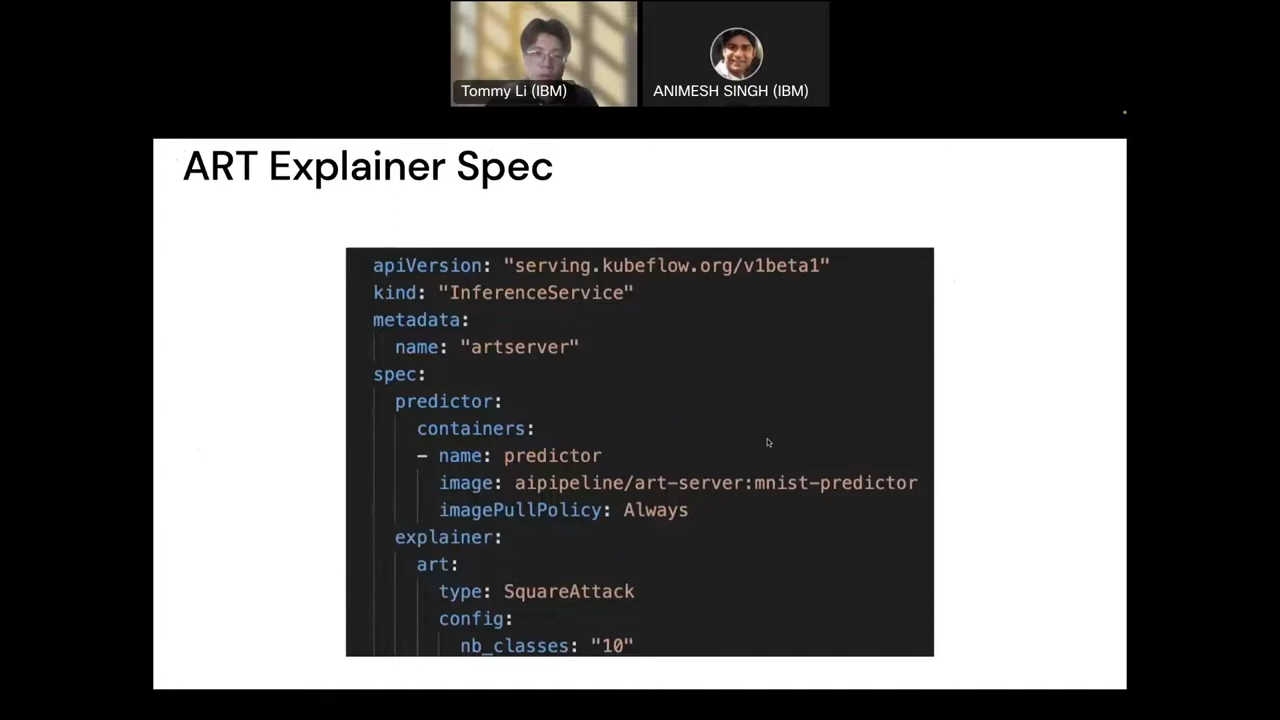 Tommy Li (IBM)
ANIMESH SINGH (IBM)
ART Explainer Spec
apiVersion: "serving.kubeflow.org/v1beta1"
kind: "InferenceService"
metadata:
  name: "artserver"
spec:
  predictor:
    containers:
    - name: predictor
      image: aipipeline/art-server:mnist-predictor
      imagePullPolicy: Always
  explainer:
    art:
      type: SquareAttack
      config:
        nb_classes: "10"